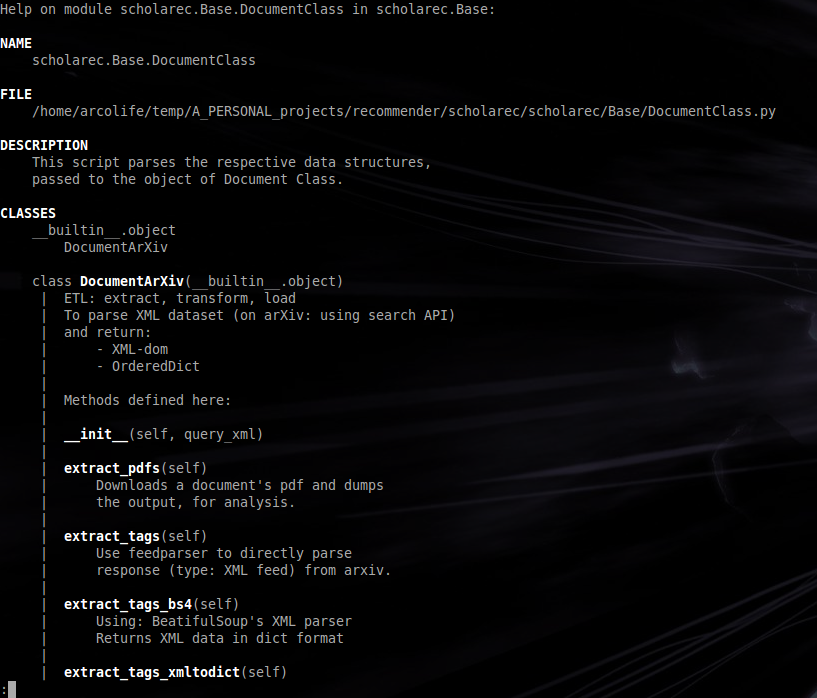 Help on module scholarec.Base.DocumentClass in scholarec.Base:
NAME
scholarec.Base.DocumentClass
FILE
/home/arcolife/temp/A_PERSONAL_projects/recommender/scholarec/scholarec/Base/DocumentClass.py
DESCRIPTION
This script parses the respective data structures,
passed to the object of Document Class.
CLASSES
__builtin__.object
DocumentArXiv
class DocumentArXiv(__builtin__.object)
| ETL: extract, transform, load
| To parse XML dataset (on arXiv: using search API)
| and return:
| - XML-dom
| - OrderedDict
|
| Methods defined here:
|
| __init__(self, query_xml)
|
| extract_pdfs(self)
| Downloads a document's pdf and dumps
| the output, for analysis.
|
| extract_tags(self)
| Use feedparser to directly parse
| response (type: XML feed) from arxiv.
|
| extract_tags_bs4(self)
| Using: BeatifulSoup's XML parser
| Returns XML data in dict format
|
| extract_tags_xmltodict(self)
: